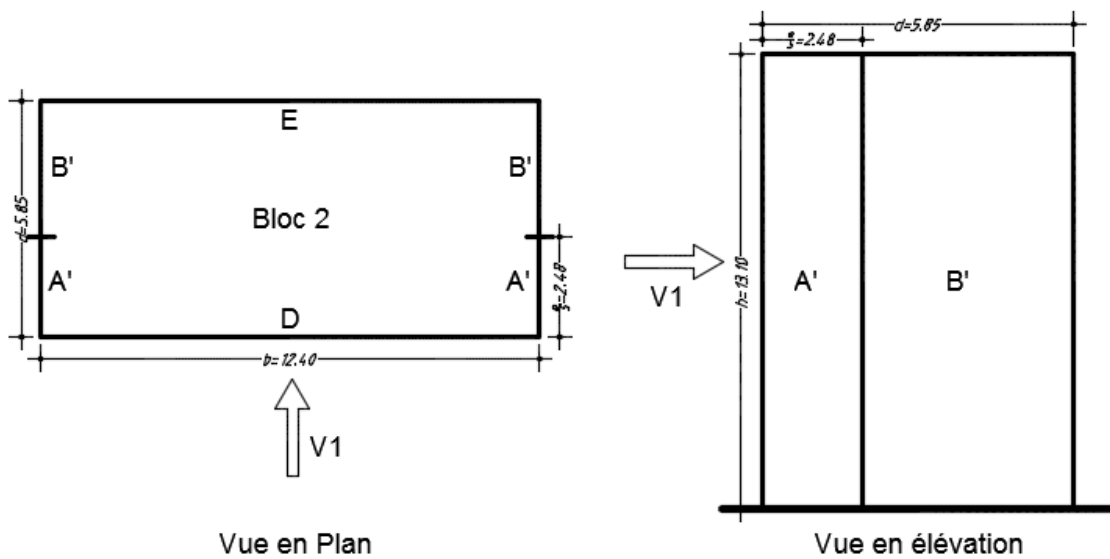 E
B'
B'
d=5.85
Bloc 2
A'
A'
e/5=2.48
D
b=12.40
V1
Vue en Plan
d=5.85
e/5=2.48
V1
h=13.10
A'
B'
Vue en élévation